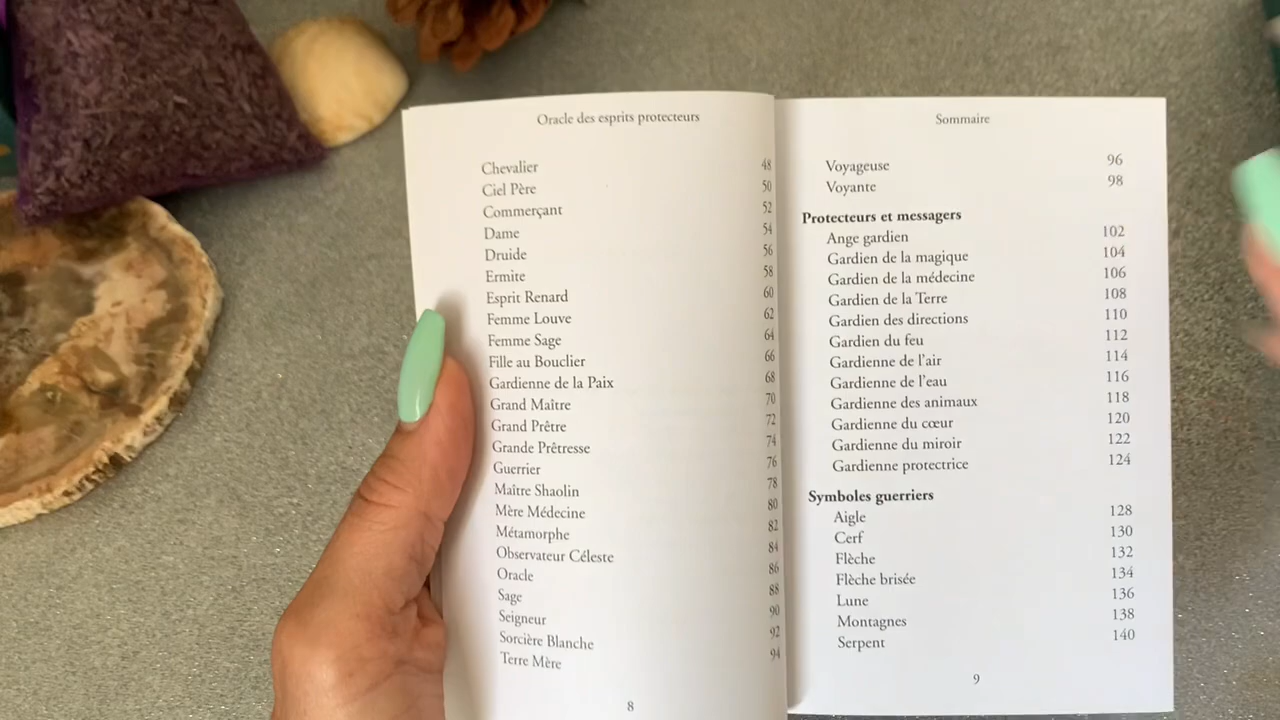 Oracle des esprits protecteurs
Chevalier 48
Ciel Père 50
Commerçant 52
Dame 54
Druide 56
Ermite 58
Esprit Renard 60
Femme Louve 62
Femme Sage 64
Fille au Bouclier 66
Gardienne de la Paix 68
Grand Maître 70
Grand Prêtre 72
Grande Prêtresse 74
Guerrier 76
Maître Shaolin 78
Mère Médecine 80
Métamorphe 82
Observateur Céleste 84
Oracle 86
Sage 88
Seigneur 90
Sorcière Blanche 92
Terre Mère 94
8
Sommaire
Voyageuse 96
Voyante 98
Protecteurs et messagers
Ange gardien 102
Gardien de la magique 104
Gardien de la médecine 106
Gardien de la Terre 108
Gardien des directions 110
Gardien du feu 112
Gardienne de l'air 114
Gardienne de l'eau 116
Gardienne des animaux 118
Gardienne du cœur 120
Gardienne du miroir 122
Gardienne protectrice 124
Symboles guerriers
Aigle 128
Cerf 130
Flèche 132
Flèche brisée 134
Lune 136
Montagnes 138
Serpent 140
9